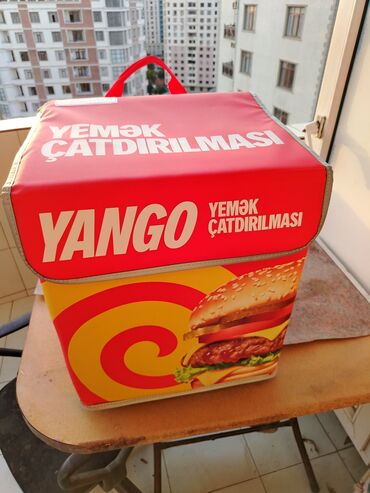 YEMƏK
ÇATDIRILMASI
YANGO
YEMƏK
ÇATDIRILMASI